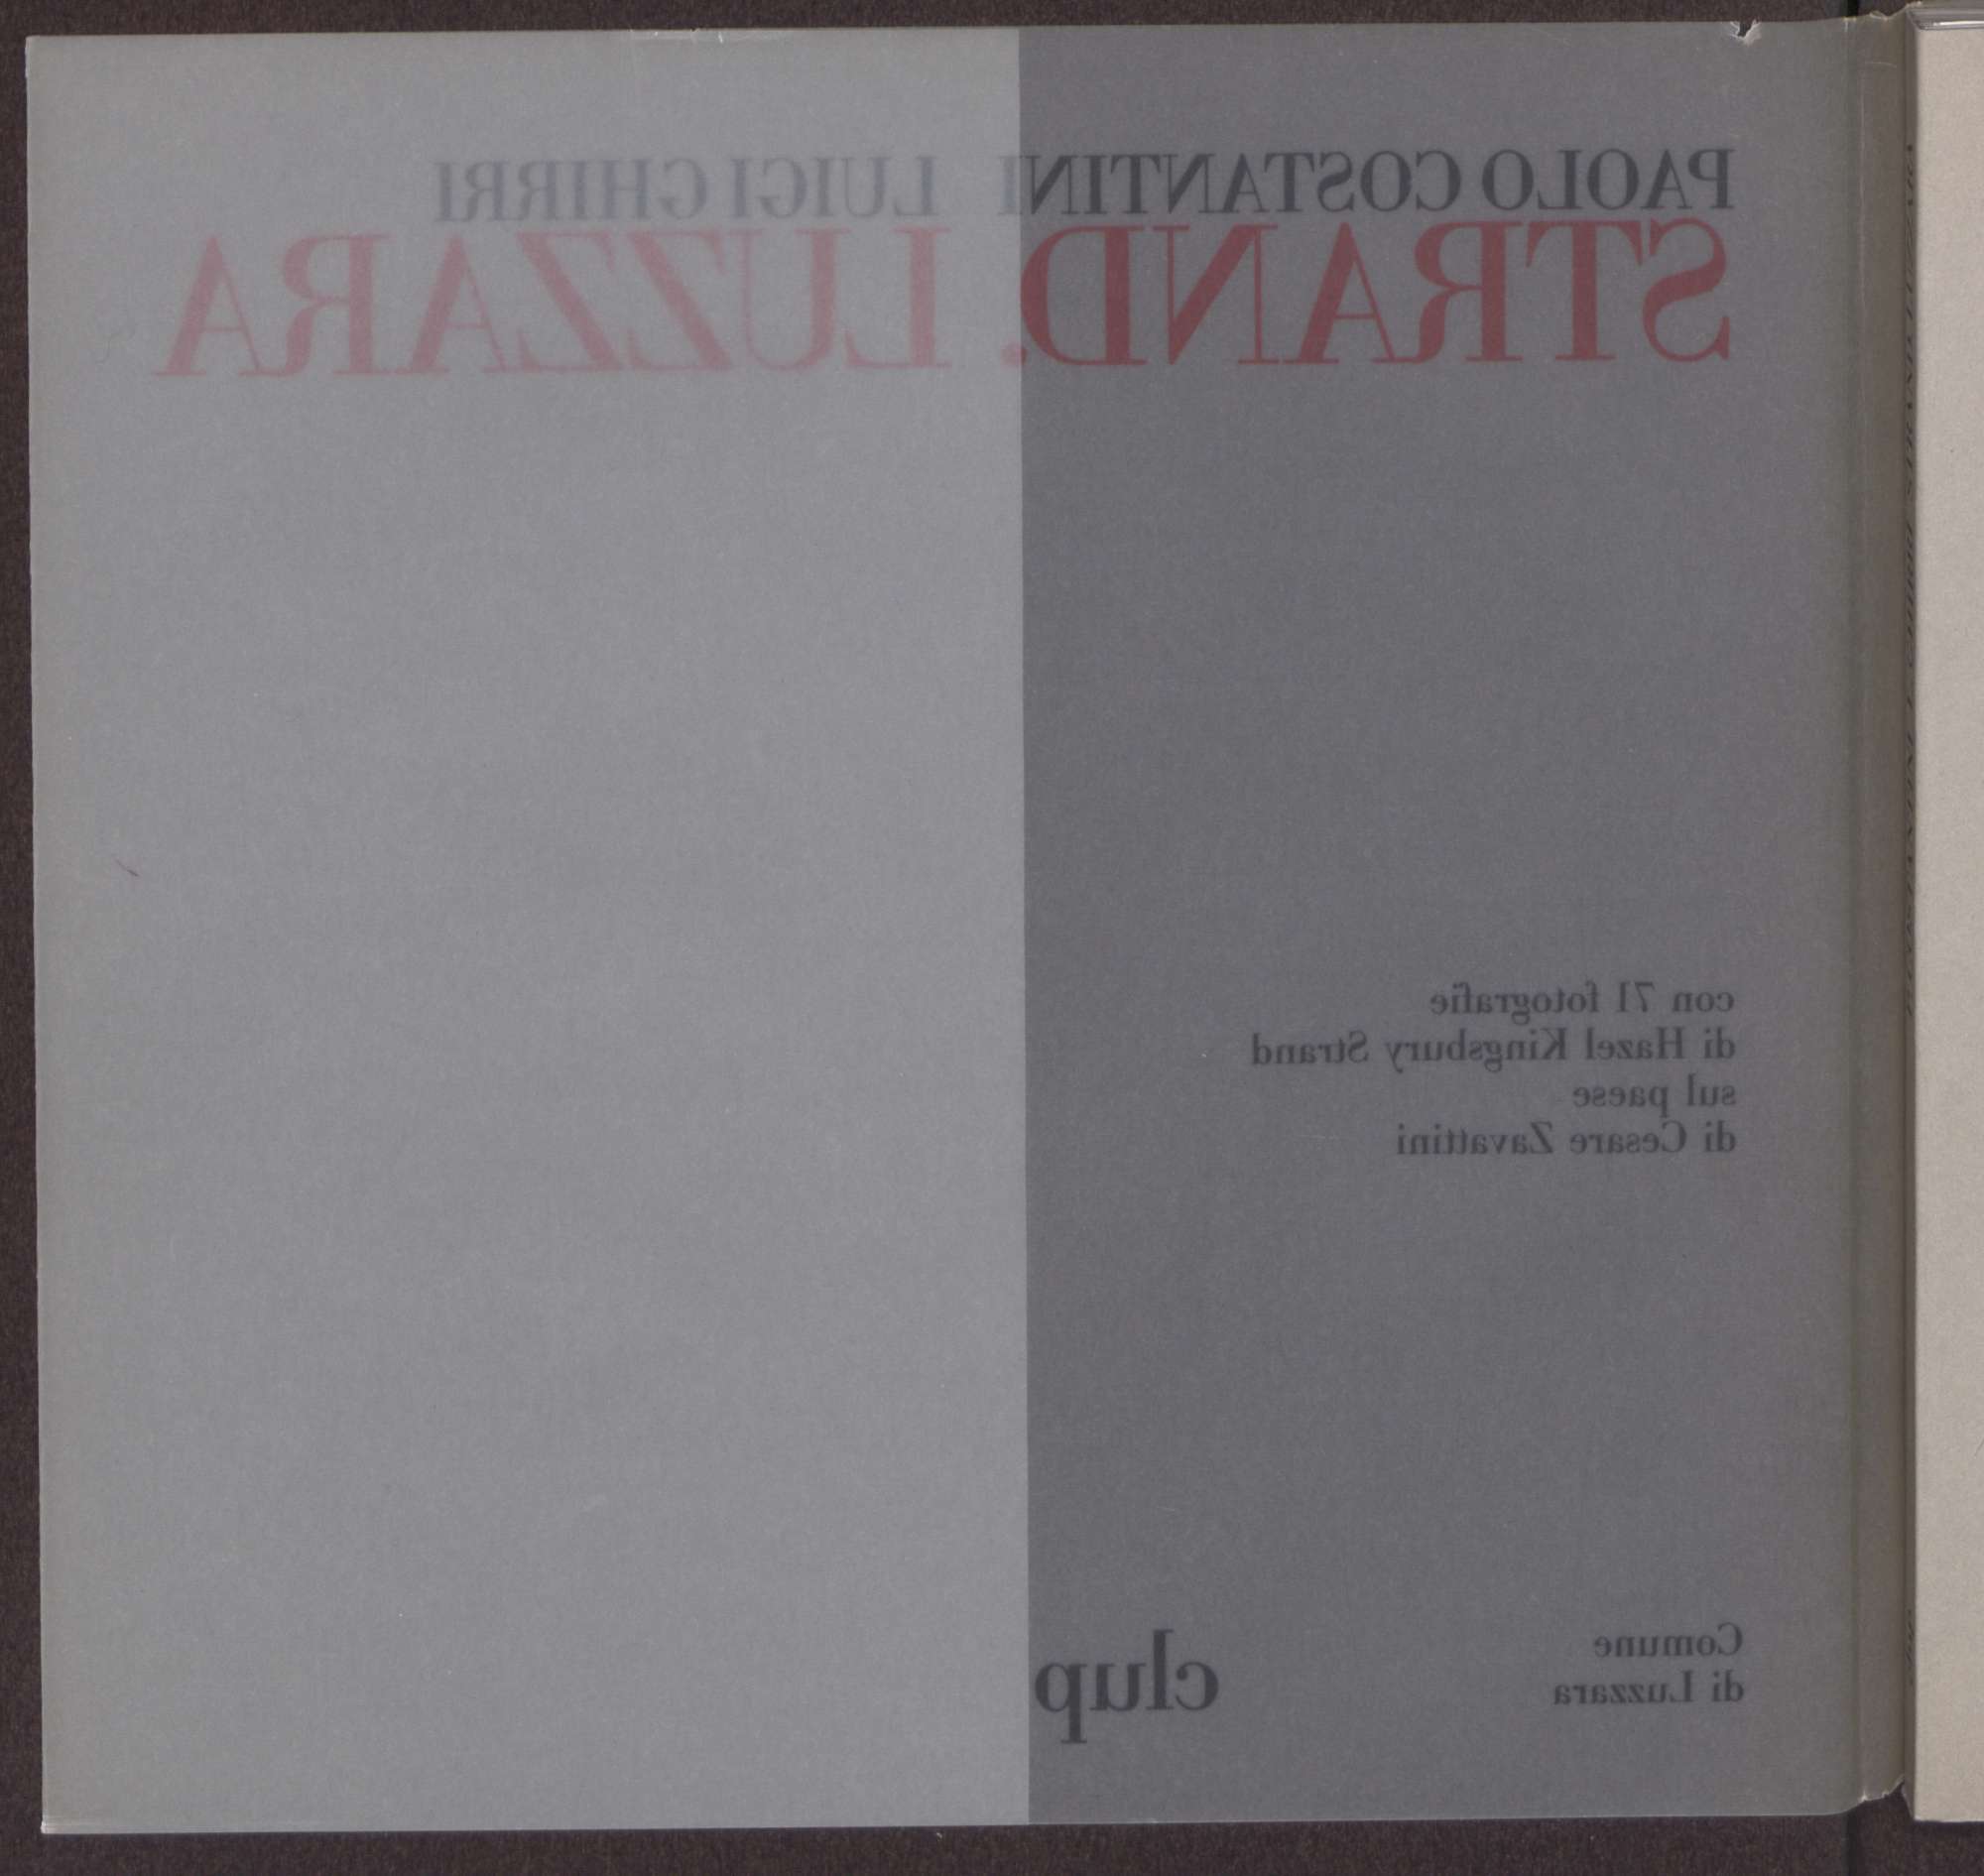 PAOLO COSTANTINI LUIGI GHIRRI
STRAND. LUZZARA
con 71 fotografie
di Hazel Kingsbury Strand
sul paese
di Cesare Zavattini
Comune
di Luzzara
clup